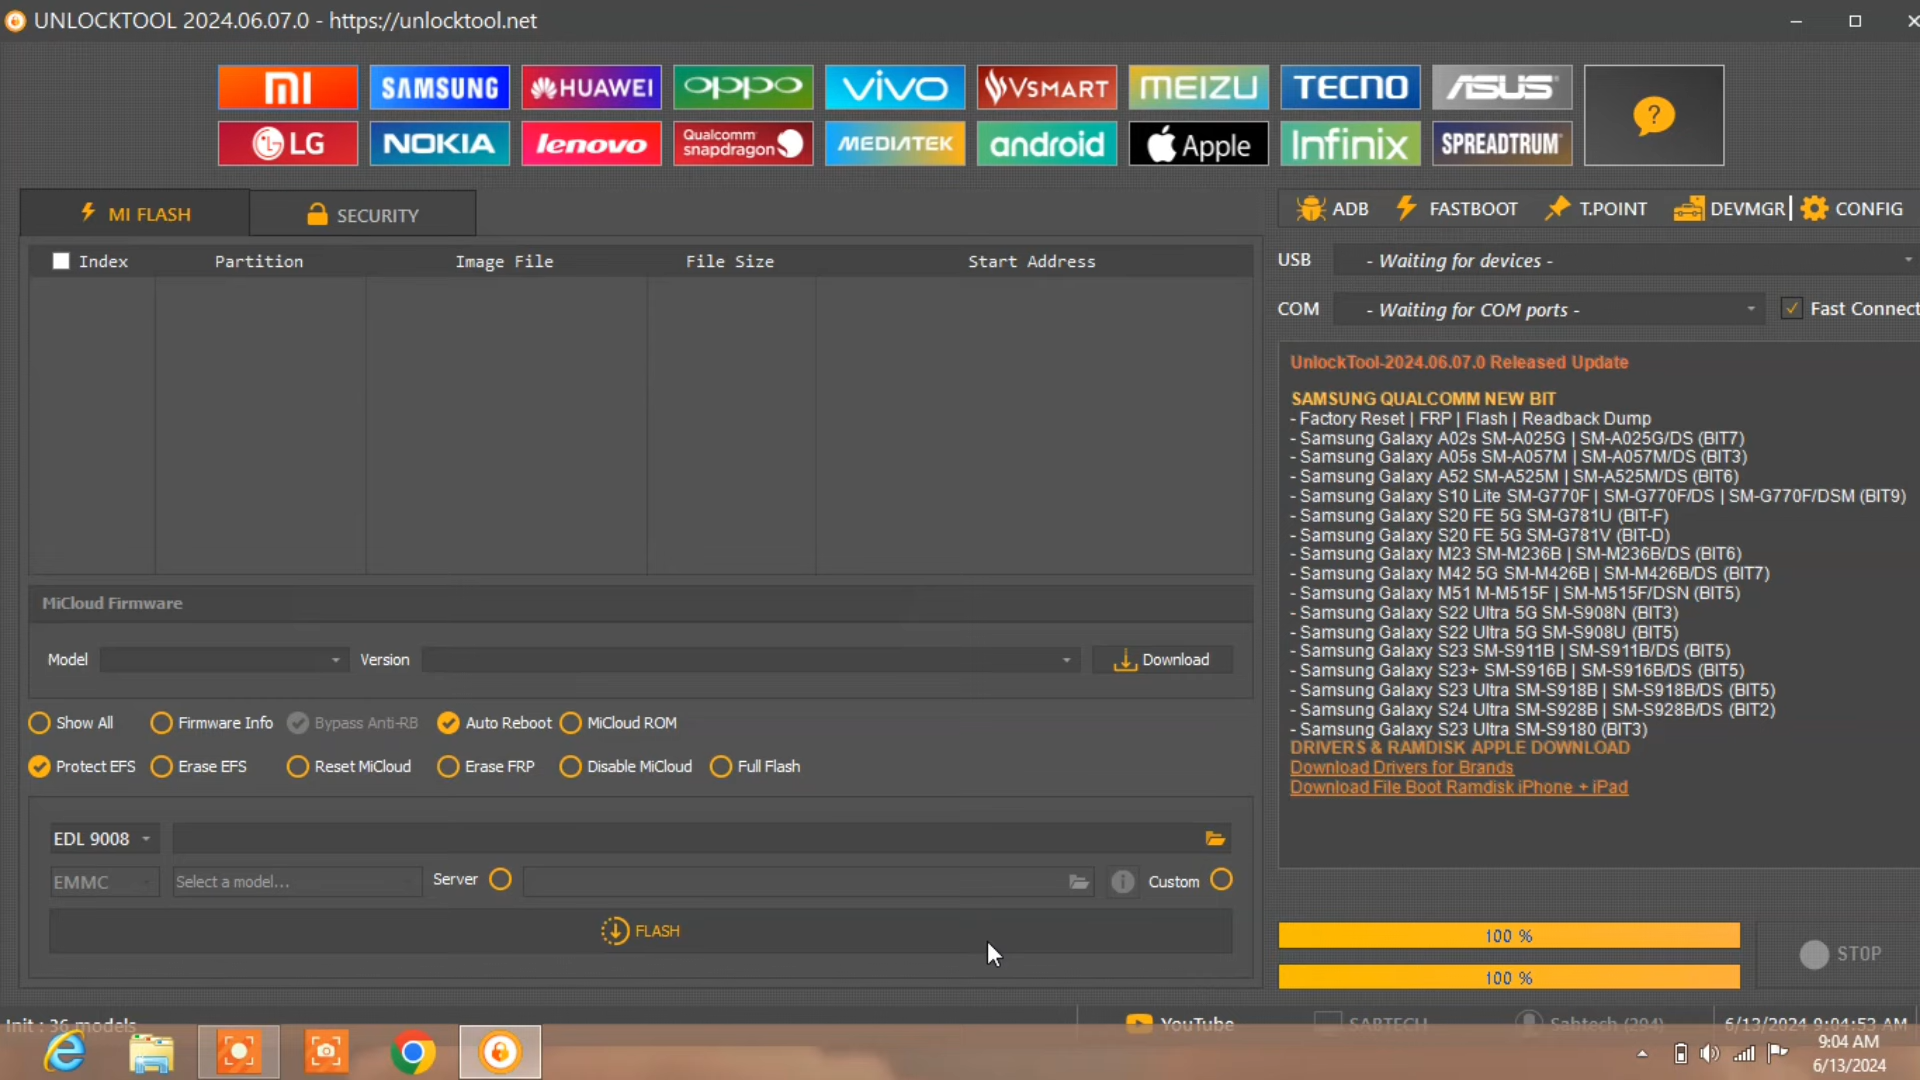 UNLOCKTOOL 2024.06.07.0 - https://unlocktool.net
mi SAMSUNG HUAWEI oppo vivo VSMART MEIZU TECNO ASUS ?
LG NOKIA lenovo Qualcomm snapdragon MEDIATEK android Apple Infinix SPREADTRUM
MI FLASH SECURITY
ADB FASTBOOT T.POINT DEVMGR CONFIG
Index Partition Image File File Size Start Address
USB - Waiting for devices -
COM - Waiting for COM ports - Fast Connect
UnlockTool-2024.06.07.0 Released Update
SAMSUNG QUALCOMM NEW BIT
- Factory Reset | FRP | Flash | Readback Dump
- Samsung Galaxy A02s SM-A025G | SM-A025G/DS (BIT7)
- Samsung Galaxy A05s SM-A057M | SM-A057M/DS (BIT3)
- Samsung Galaxy A52 SM-A525M | SM-A525M/DS (BIT6)
- Samsung Galaxy S10 Lite SM-G770F | SM-G770F/DS | SM-G770F/DSM (BIT9)
- Samsung Galaxy S20 FE 5G SM-G781U (BIT-F)
- Samsung Galaxy S20 FE 5G SM-G781V (BIT-D)
- Samsung Galaxy M23 SM-M236B | SM-M236B/DS (BIT6)
- Samsung Galaxy M42 5G SM-M426B | SM-M426B/DS (BIT7)
- Samsung Galaxy M51 M-M515F | SM-M515F/DSN (BIT5)
- Samsung Galaxy S22 Ultra 5G SM-S908N (BIT3)
- Samsung Galaxy S22 Ultra 5G SM-S908U (BIT5)
- Samsung Galaxy S23 SM-S911B | SM-S911B/DS (BIT5)
- Samsung Galaxy S23+ SM-S916B | SM-S916B/DS (BIT5)
- Samsung Galaxy S23 Ultra SM-S918B | SM-S918B/DS (BIT5)
- Samsung Galaxy S24 Ultra SM-S928B | SM-S928B/DS (BIT2)
- Samsung Galaxy S23 Ultra SM-S9180 (BIT3)
DRIVERS & RAMDISK APPLE DOWNLOAD
Download Drivers for Brands
Download File Boot Ramdisk iPhone + iPad
MiCloud Firmware
Model Version Download
Show All Firmware Info Bypass Anti-RB Auto Reboot MiCloud ROM
Protect EFS Erase EFS Reset MiCloud Erase FRP Disable MiCloud Full Flash
EDL 9008
EMMC Select a model... Server i Custom
FLASH
100 %
100 %
STOP
Init : 36 models YouTube SABTECH Sabtech (294) 6/13/2024 9:04:53 AM
9:04 AM
6/13/2024